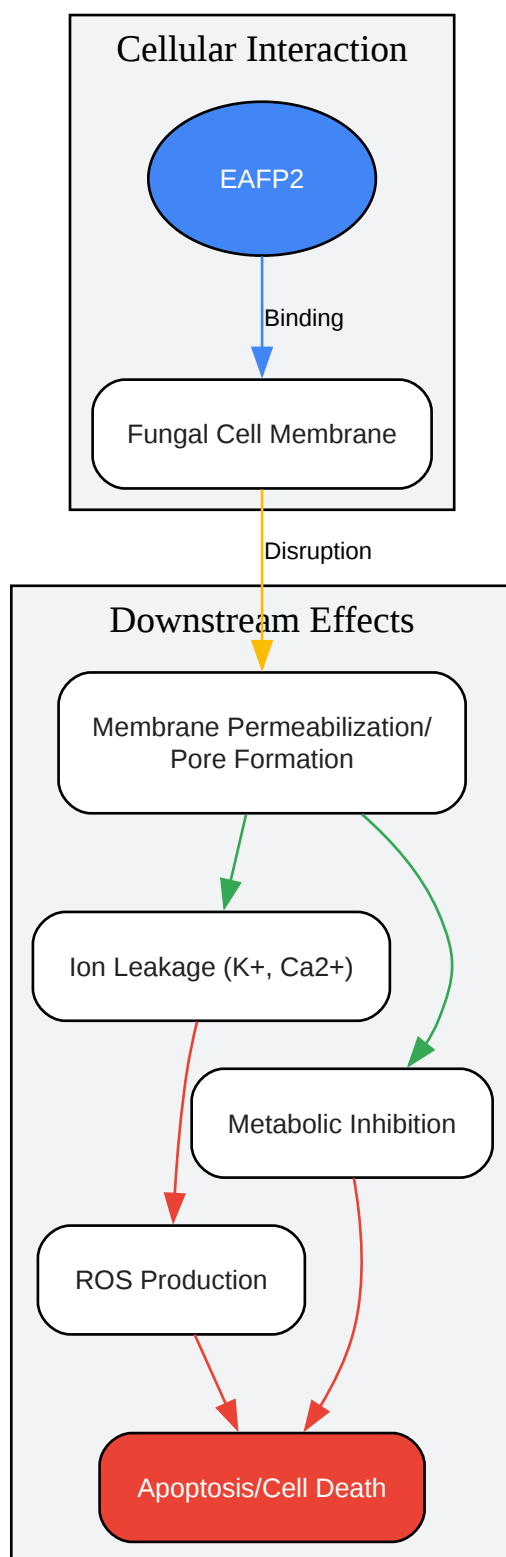 Cellular Interaction
EAFP2
Binding
Fungal Cell Membrane
Disruption
Downstream Effects
Membrane Permeabilization/
Pore Formation
Ion Leakage (K+, Ca2+)
Metabolic Inhibition
ROS Production
Apoptosis/Cell Death